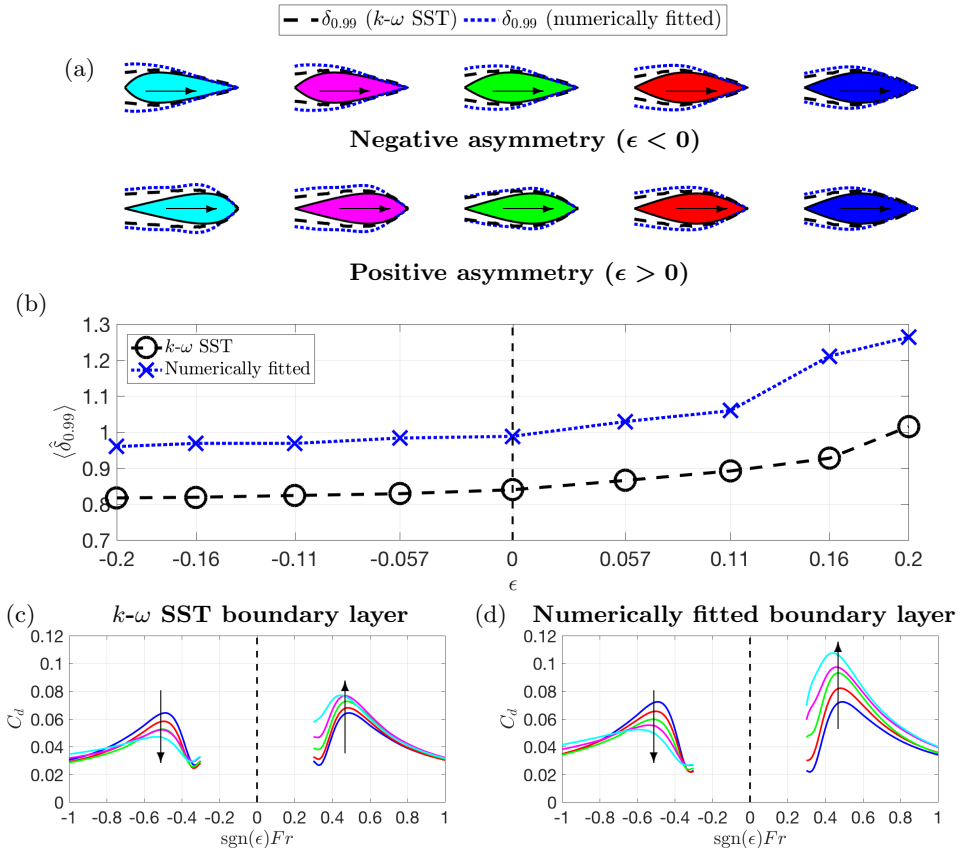 δ0.99 (k-ω SST) δ0.99 (numerically fitted)
(a)
Negative asymmetry (ϵ < 0)
Positive asymmetry (ϵ > 0)
(b)
1.3
1.2
1.1
1
0.9
0.8
0.7
⟨δ̂0.99⟩
k-ω SST
Numerically fitted
-0.2 -0.16 -0.11 -0.057 0 0.057 0.11 0.16 0.2
ϵ
(c) k-ω SST boundary layer
0.12
0.1
0.08
0.06
0.04
0.02
0
Cd
-1 -0.8 -0.6 -0.4 -0.2 0 0.2 0.4 0.6 0.8 1
sgn(ϵ)Fr
(d) Numerically fitted boundary layer
0.12
0.1
0.08
0.06
0.04
0.02
0
Cd
-1 -0.8 -0.6 -0.4 -0.2 0 0.2 0.4 0.6 0.8 1
sgn(ϵ)Fr